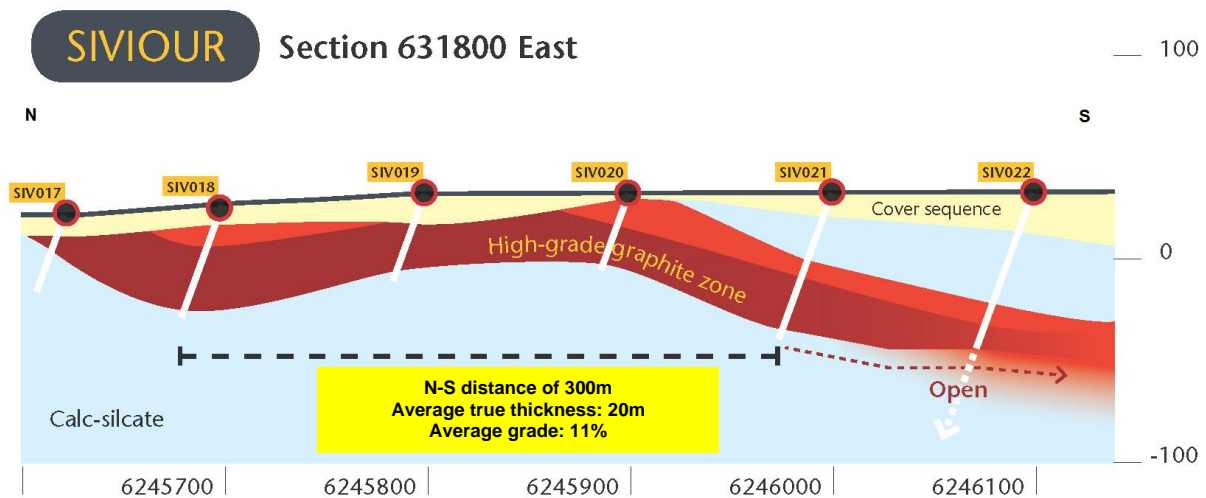 SIVIOUR Section 631800 East
100
N
S
SIV017
SIV018
SIV019
SIV020
SIV021
SIV022
Cover sequence
High-grade graphite zone
0
N-S distance of 300m
Average true thickness: 20m
Average grade: 11%
Open
Calc-silcate
-100
6245700
6245800
6245900
6246000
6246100